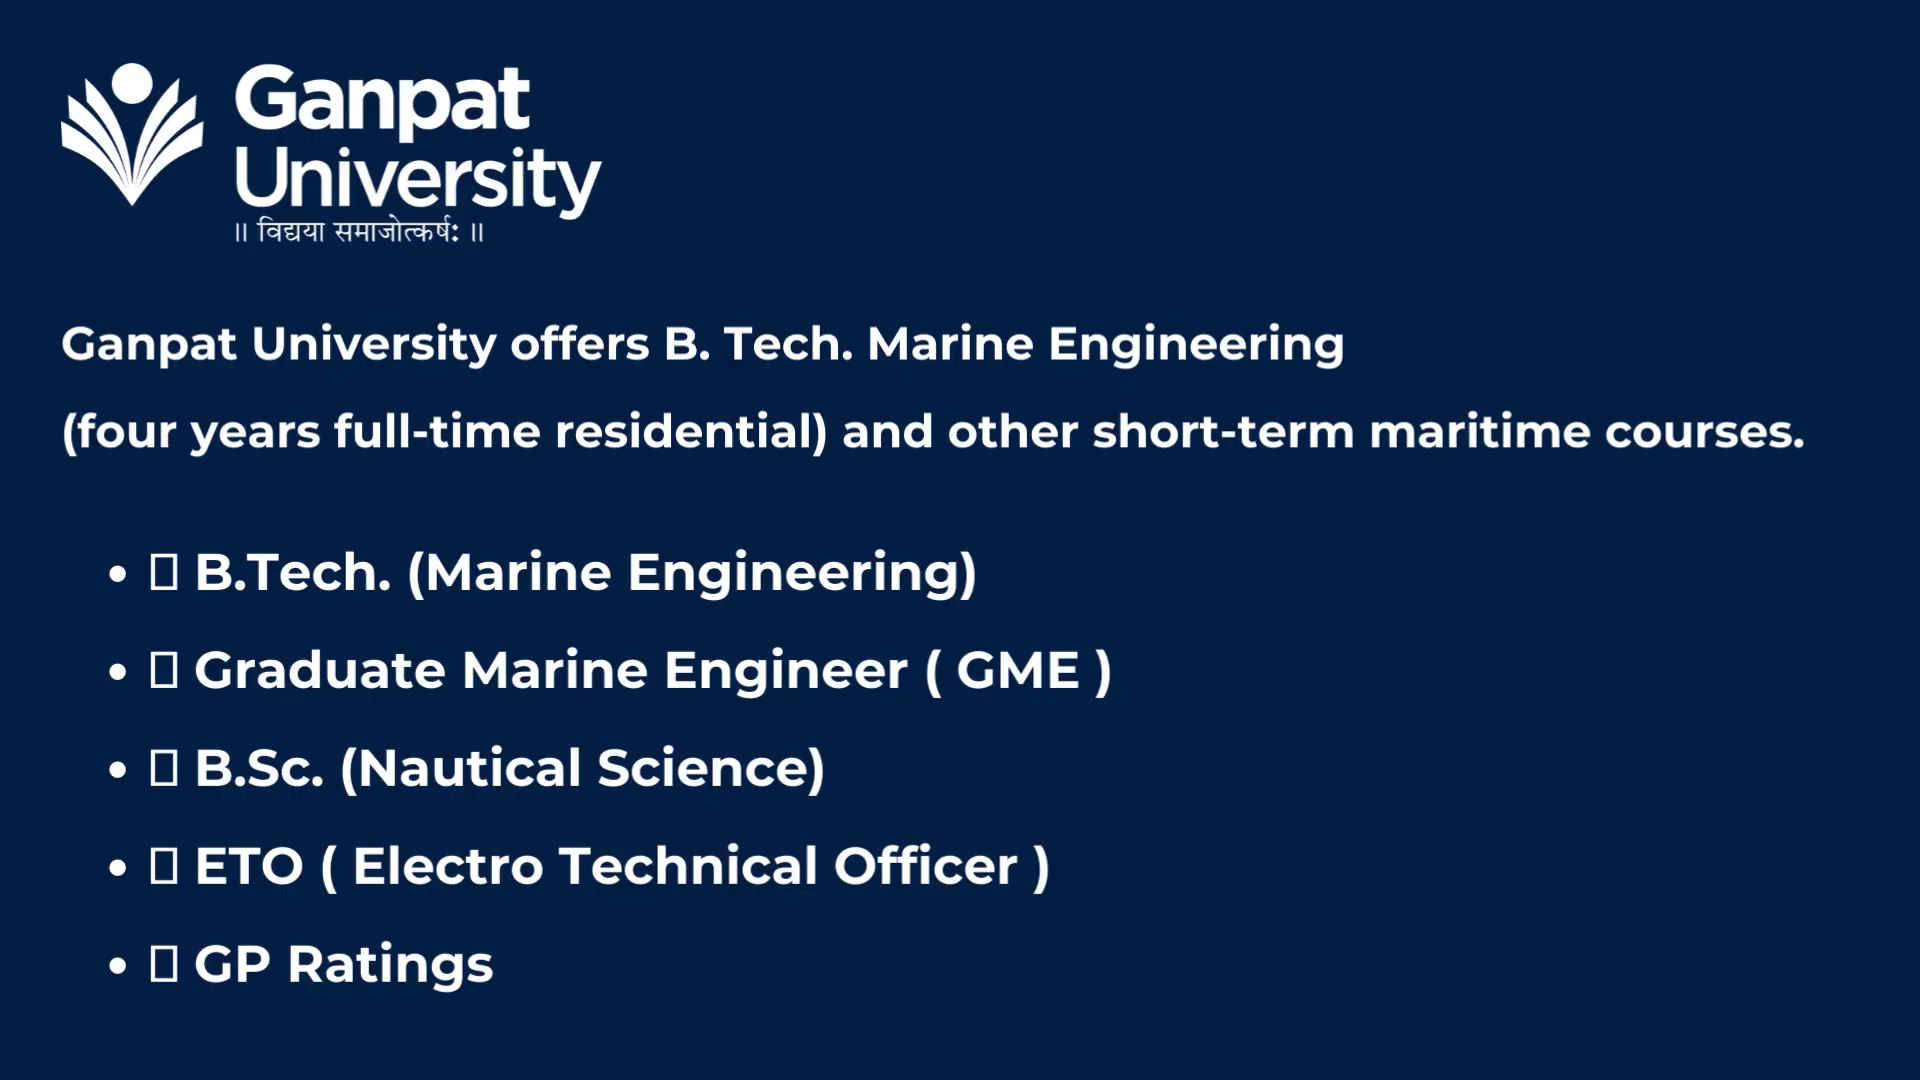 Ganpat
University
॥ विद्यया समाजोत्कर्षः ॥
Ganpat University offers B. Tech. Marine Engineering
(four years full-time residential) and other short-term maritime courses.
• B.Tech. (Marine Engineering)
• Graduate Marine Engineer ( GME )
• B.Sc. (Nautical Science)
• ETO ( Electro Technical Officer )
• GP Ratings